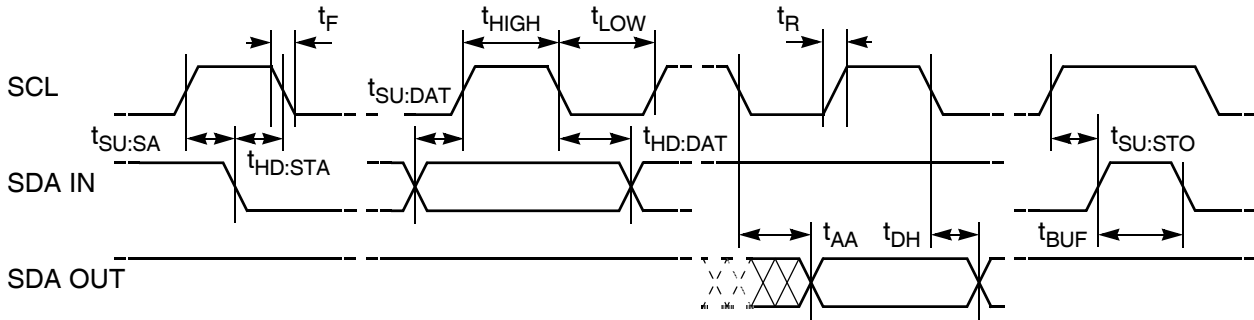 tF
tHIGH
tLOW
tR
SCL
tSU:DAT
tSU:SA
tHD:STA
tHD:DAT
tSU:STO
SDA IN
tAA
tDH
tBUF
SDA OUT